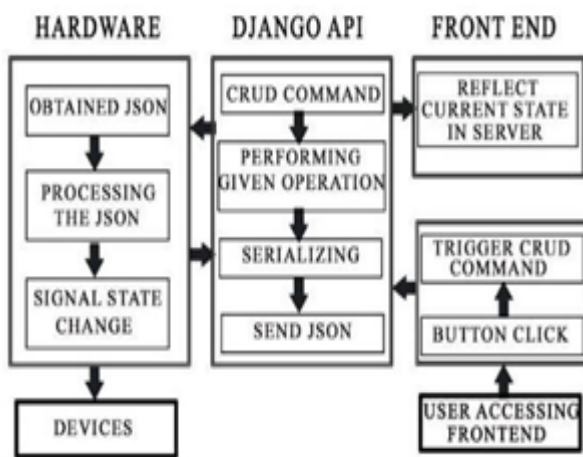 HARDWARE
OBTAINED JSON
PROCESSING
THE JSON
SIGNAL STATE
CHANGE
DEVICES
DJANGO API
CRUD COMMAND
PERFORMING
GIVEN OPERATION
SERIALIZING
SEND JSON
FRONT END
REFLECT
CURRENT STATE
IN SERVER
TRIGGER CRUD
COMMAND
BUTTON CLICK
USER ACCESSING
FRONTEND